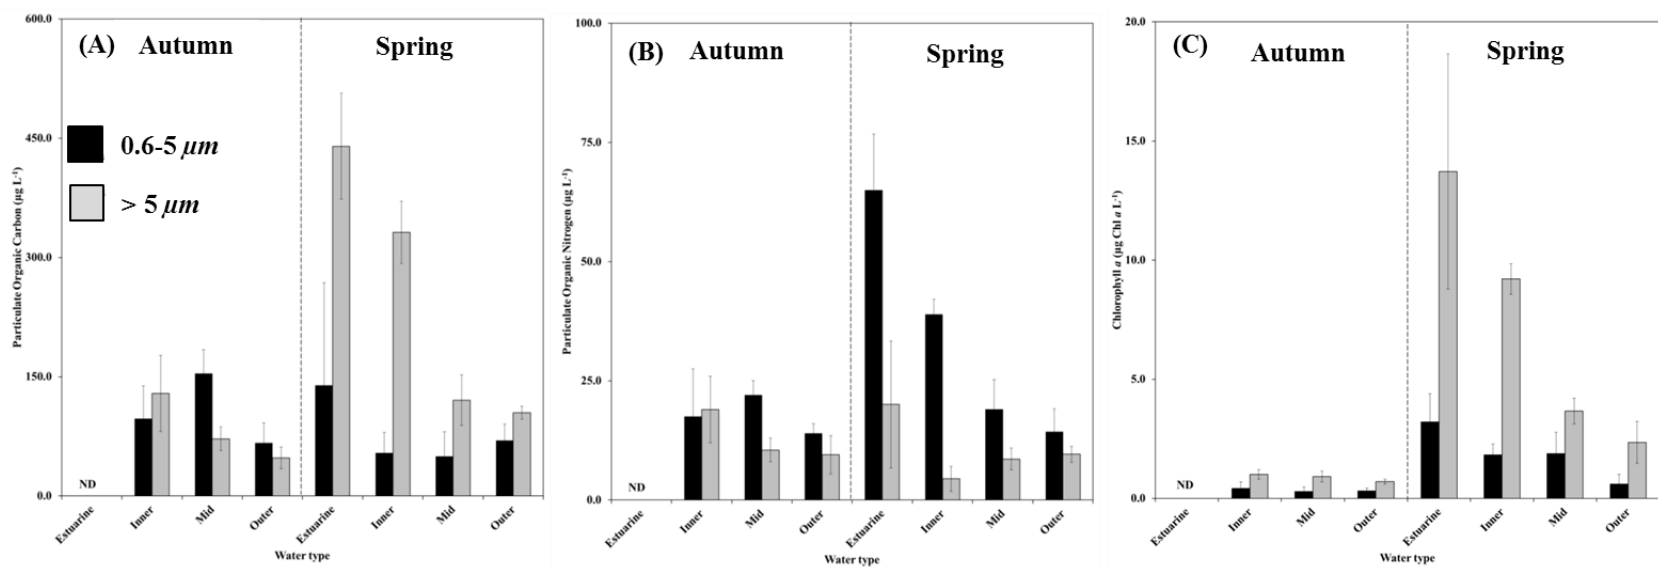 (A)
Autumn
Spring
0.6-5 µm
> 5 µm
Particulate Organic Carbon (µg L-1)
600.0
450.0
300.0
150.0
0.0
ND
Estuarine
Inner
Mid
Outer
Estuarine
Inner
Mid
Outer
Water type
(B)
Autumn
Spring
Particulate Organic Nitrogen (µg L-1)
100.0
75.0
50.0
25.0
0.0
ND
Estuarine
Inner
Mid
Outer
Estuarine
Inner
Mid
Outer
Water type
(C)
Autumn
Spring
Chlorophyll a (µg Chl a L-1)
20.0
15.0
10.0
5.0
0.0
ND
Estuarine
Inner
Mid
Outer
Estuarine
Inner
Mid
Outer
Water type